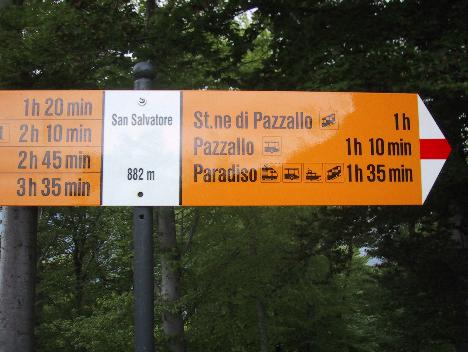 1h 20 min
1 2h 10 min
2h 45 min
3h 35 min
San Salvatore
882 m
St.ne di Pazzallo 1h
Pazzallo 1h 10 min
Paradiso 1h 35 min